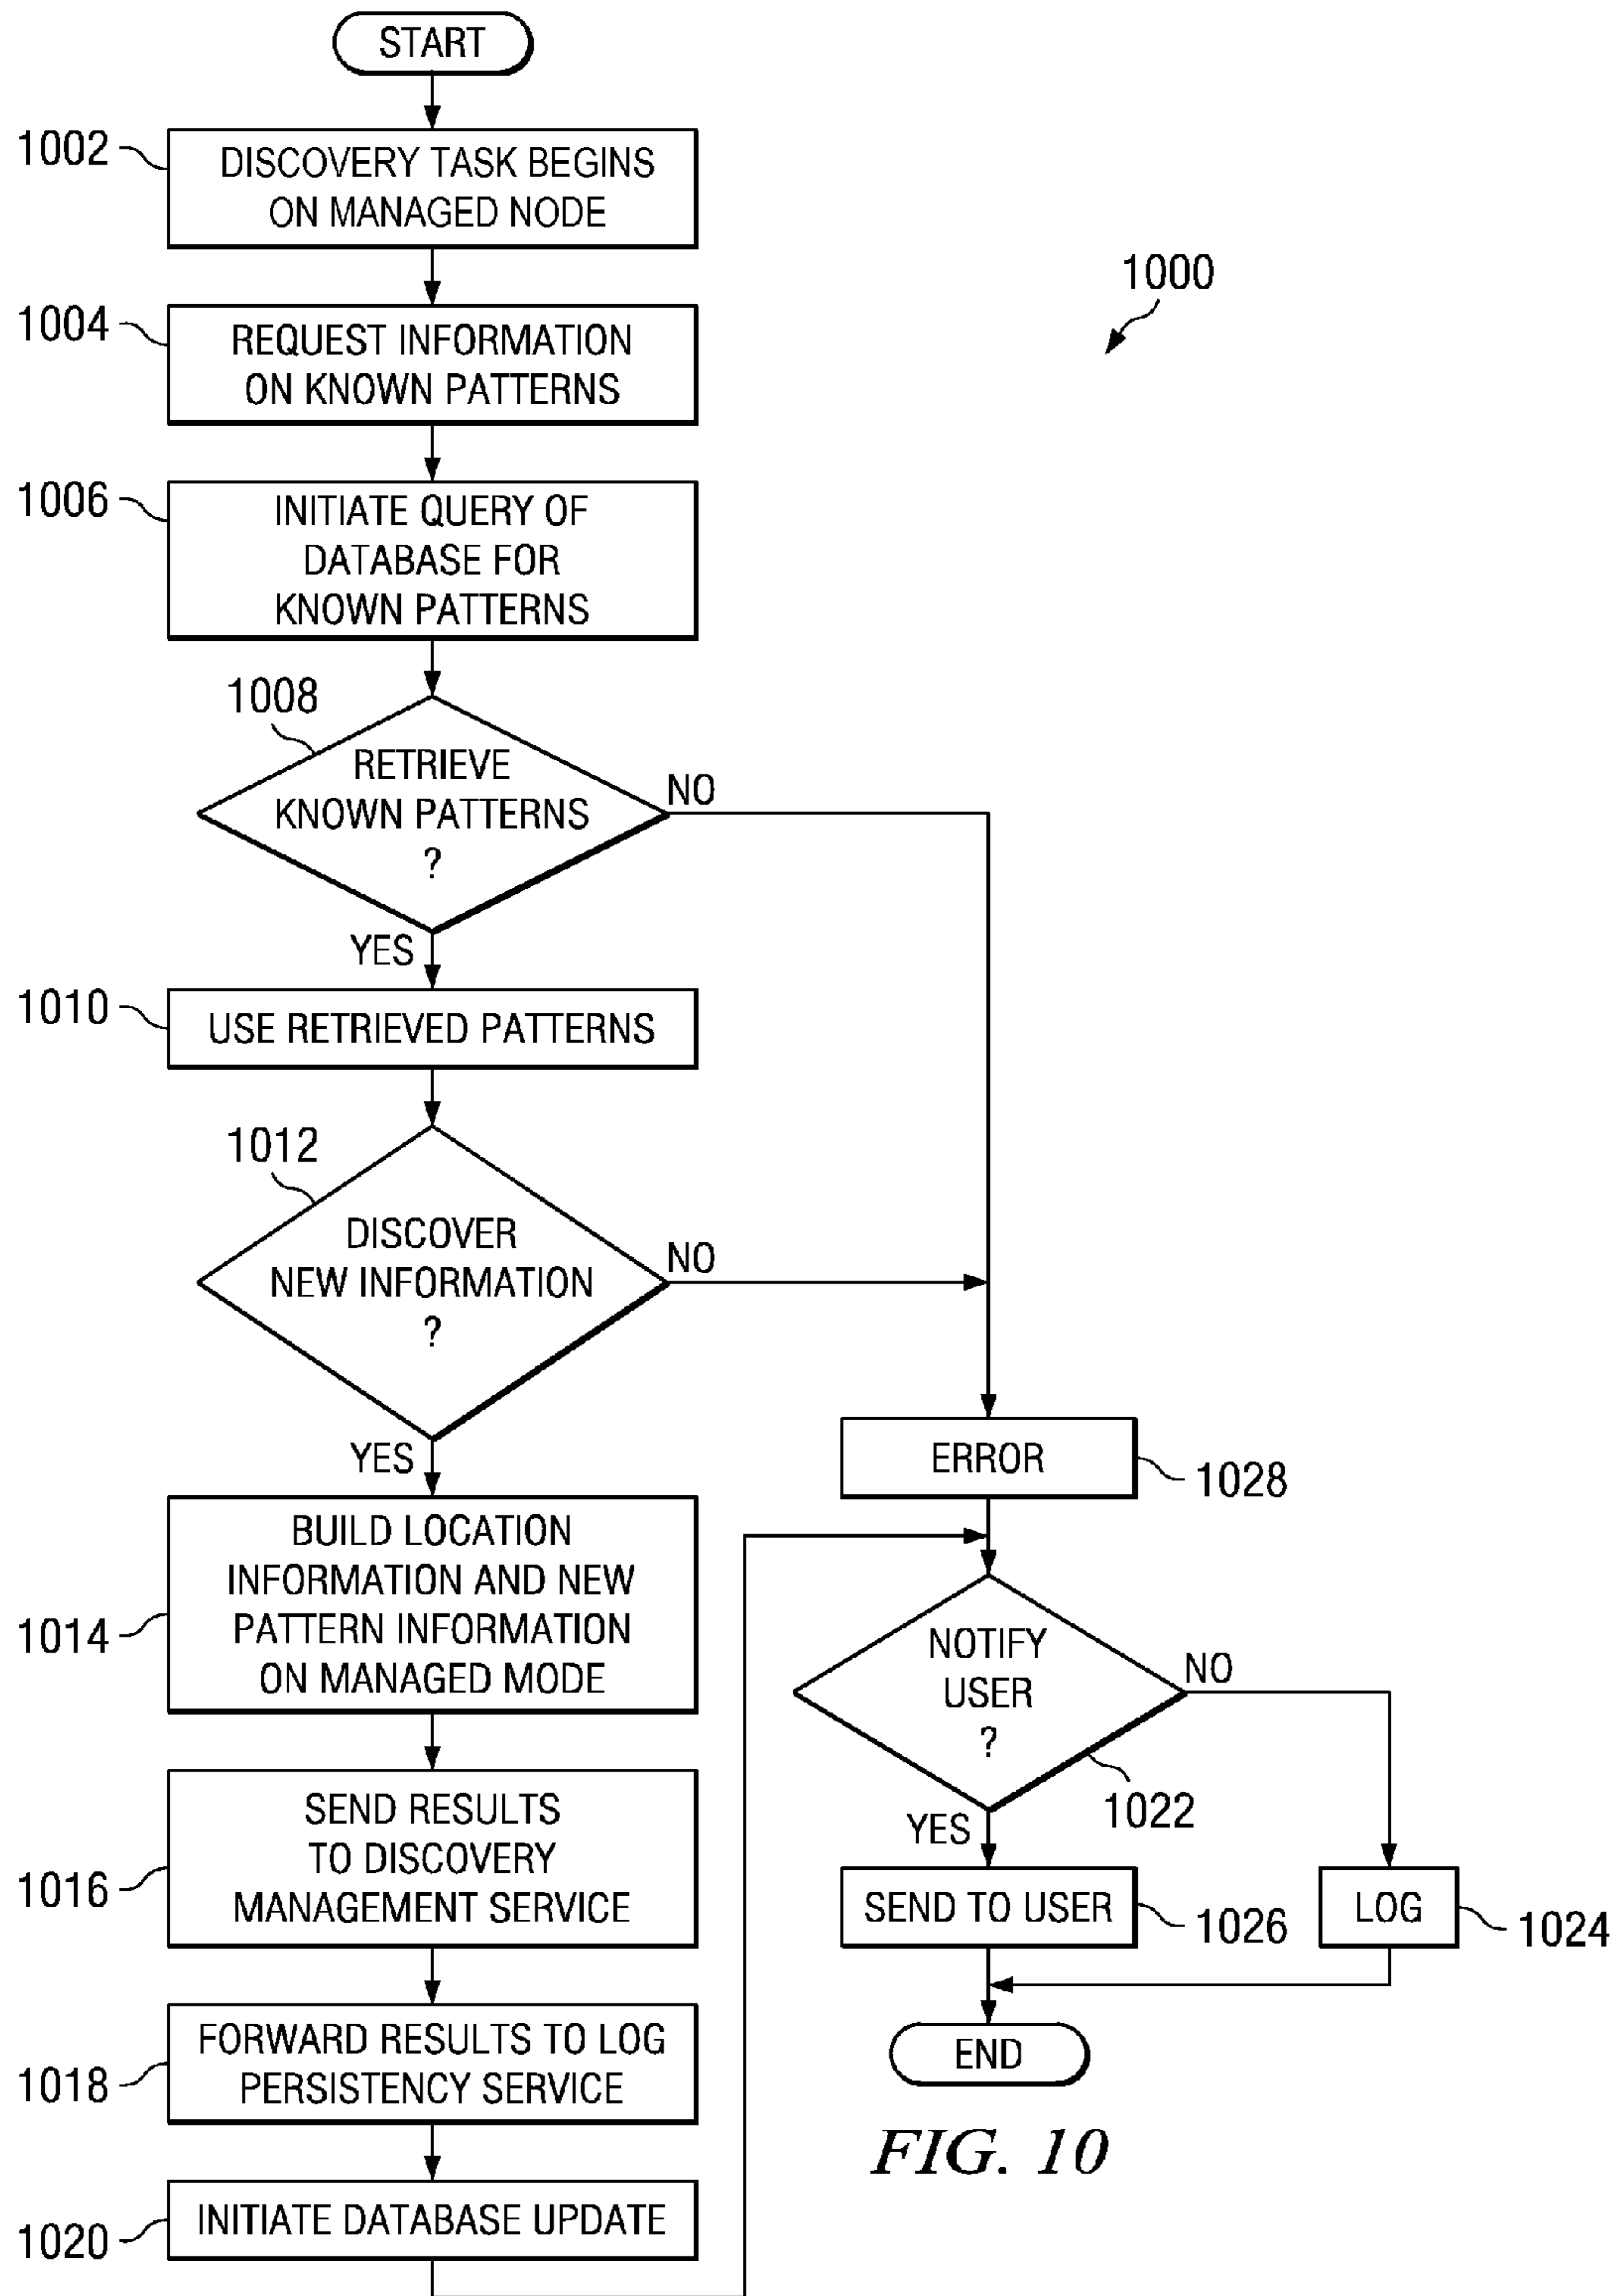 START
1002
DISCOVERY TASK BEGINS
ON MANAGED NODE
1000
1004
REQUEST INFORMATION
ON KNOWN PATTERNS
1006
INITIATE QUERY OF
DATABASE FOR
KNOWN PATTERNS
1008
RETRIEVE
KNOWN PATTERNS
?
NO
YES
1010
USE RETRIEVED PATTERNS
1012
DISCOVER
NEW INFORMATION
?
NO
YES
1014
BUILD LOCATION
INFORMATION AND NEW
PATTERN INFORMATION
ON MANAGED MODE
1016
SEND RESULTS
TO DISCOVERY
MANAGEMENT SERVICE
1018
FORWARD RESULTS TO LOG
PERSISTENCY SERVICE
1020
INITIATE DATABASE UPDATE
ERROR
1028
NOTIFY
USER
?
NO
1022
YES
SEND TO USER
1026
LOG
1024
END
FIG. 10